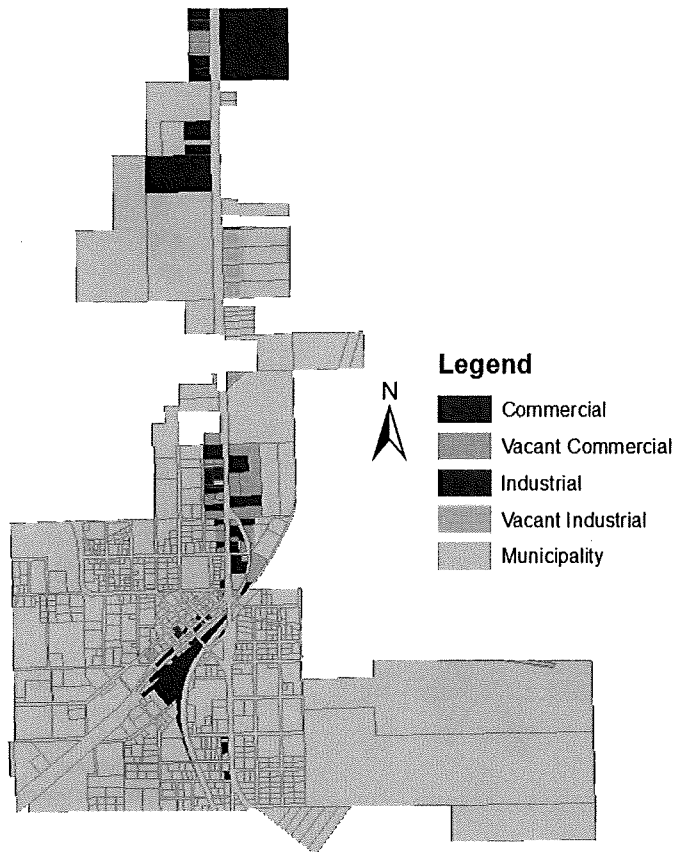 Legend
N
Commercial
Vacant Commercial
Industrial
Vacant Industrial
Municipality